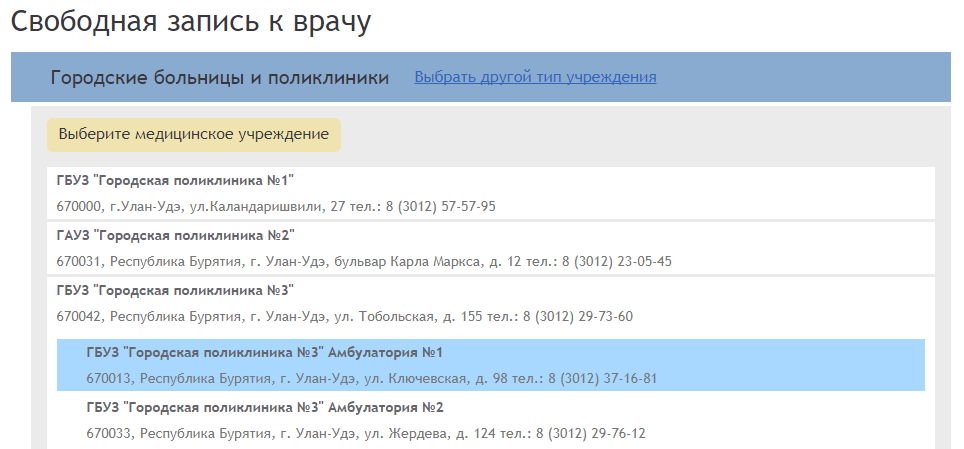 Свободная запись к врачу
Городские больницы и поликлиники Выбрать другой тип учреждения
Выберите медицинское учреждение
ГБУЗ "Городская поликлиника №1"
670000, г.Улан-Удэ, ул.Каландаришвили, 27 тел.: 8 (3012) 57-57-95
ГАУЗ "Городская поликлиника №2"
670031, Республика Бурятия, г. Улан-Удэ, бульвар Карла Маркса, д. 12 тел.: 8 (3012) 23-05-45
ГБУЗ "Городская поликлиника №3"
670042, Республика Бурятия, г. Улан-Удэ, ул. Тобольская, д. 155 тел.: 8 (3012) 29-73-60
ГБУЗ "Городская поликлиника №3" Амбулатория №1
670013, Республика Бурятия, г. Улан-Удэ, ул. Ключевская, д. 98 тел.: 8 (3012) 37-16-81
ГБУЗ "Городская поликлиника №3" Амбулатория №2
670033, Республика Бурятия, г. Улан-Удэ, ул. Жердева, д. 124 тел.: 8 (3012) 29-76-12